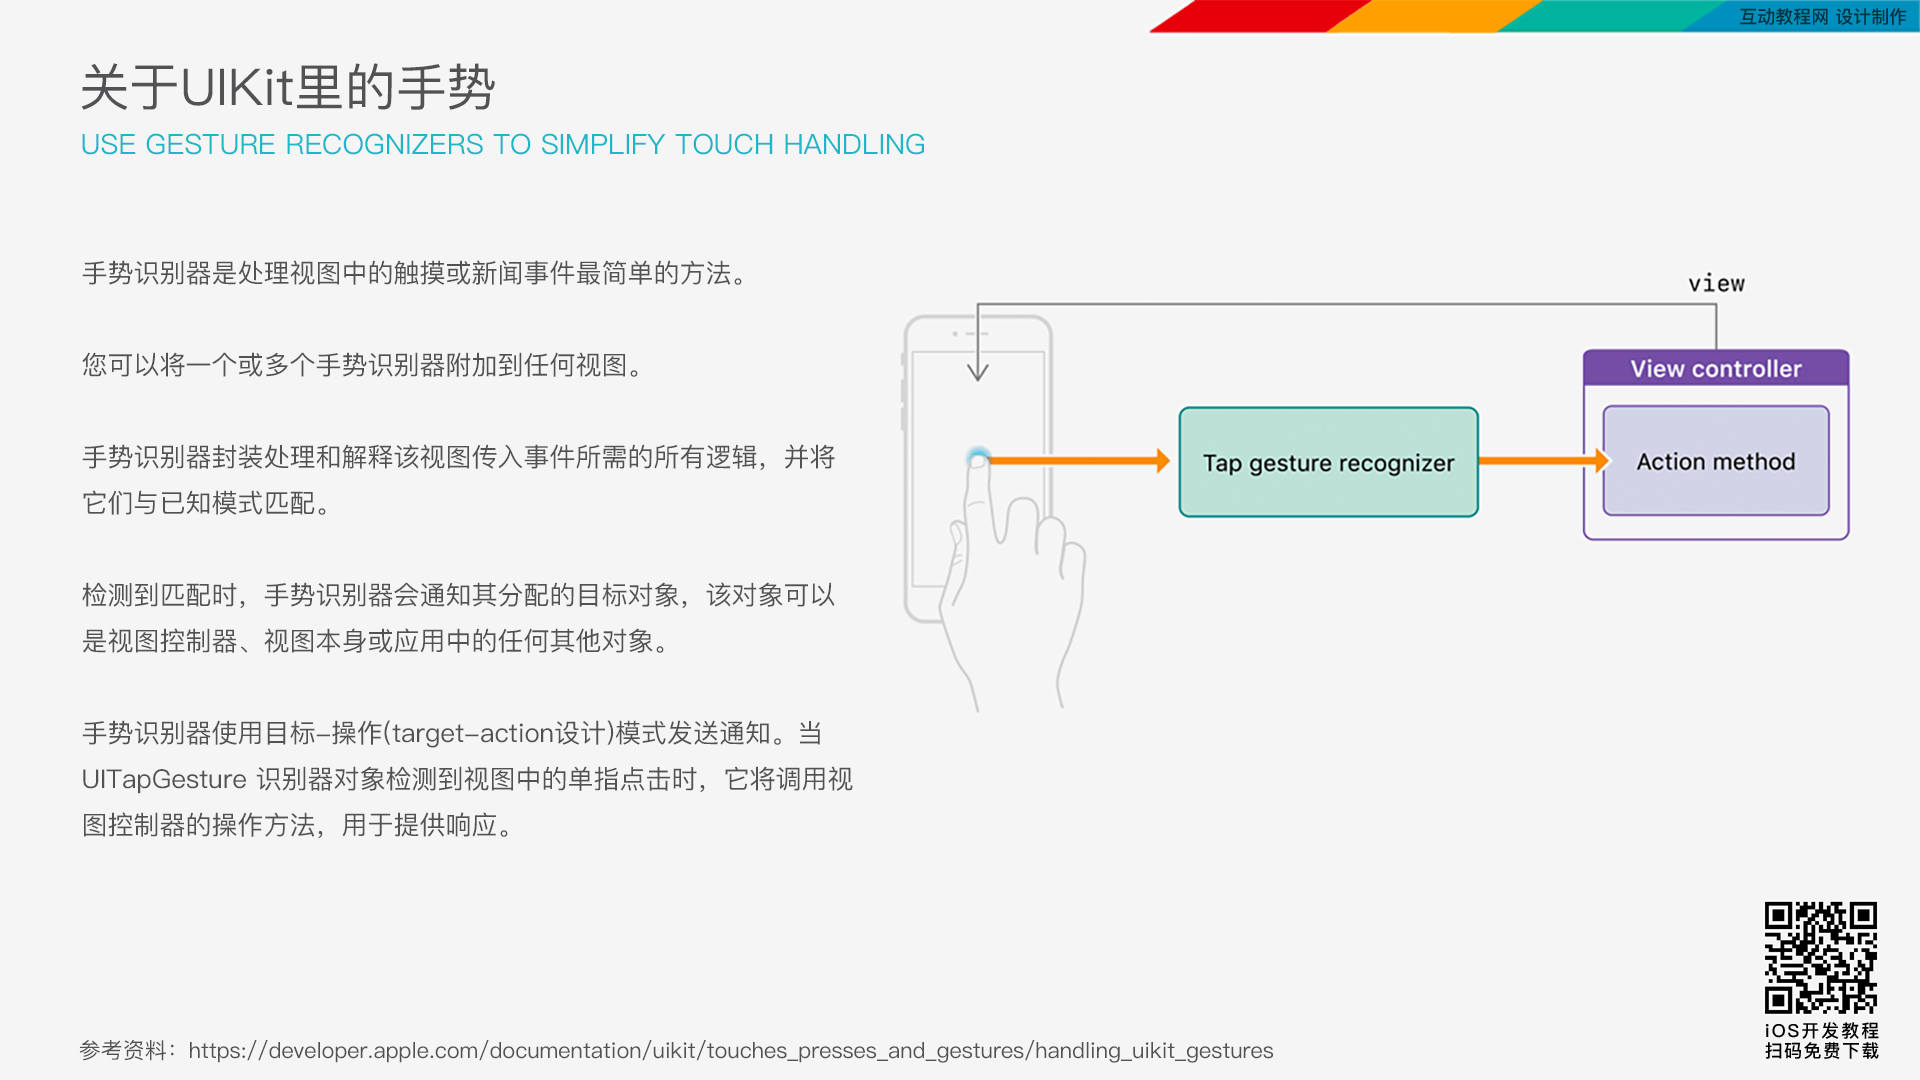 互动教程网 设计制作
关于UIKit里的手势
USE GESTURE RECOGNIZERS TO SIMPLIFY TOUCH HANDLING
手势识别器是处理视图中的触摸或新闻事件最简单的方法。
您可以将一个或多个手势识别器附加到任何视图。
手势识别器封装处理和解释该视图传入事件所需的所有逻辑，并将
它们与已知模式匹配。
检测到匹配时，手势识别器会通知其分配的目标对象，该对象可以
是视图控制器、视图本身或应用中的任何其他对象。
手势识别器使用目标-操作(target-action设计)模式发送通知。当
UITapGesture 识别器对象检测到视图中的单指点击时，它将调用视
图控制器的操作方法，用于提供响应。
view
View controller
Tap gesture recognizer
Action method
iOS开发教程
扫码免费下载
参考资料：https://developer.apple.com/documentation/uikit/touches_presses_and_gestures/handling_uikit_gestures